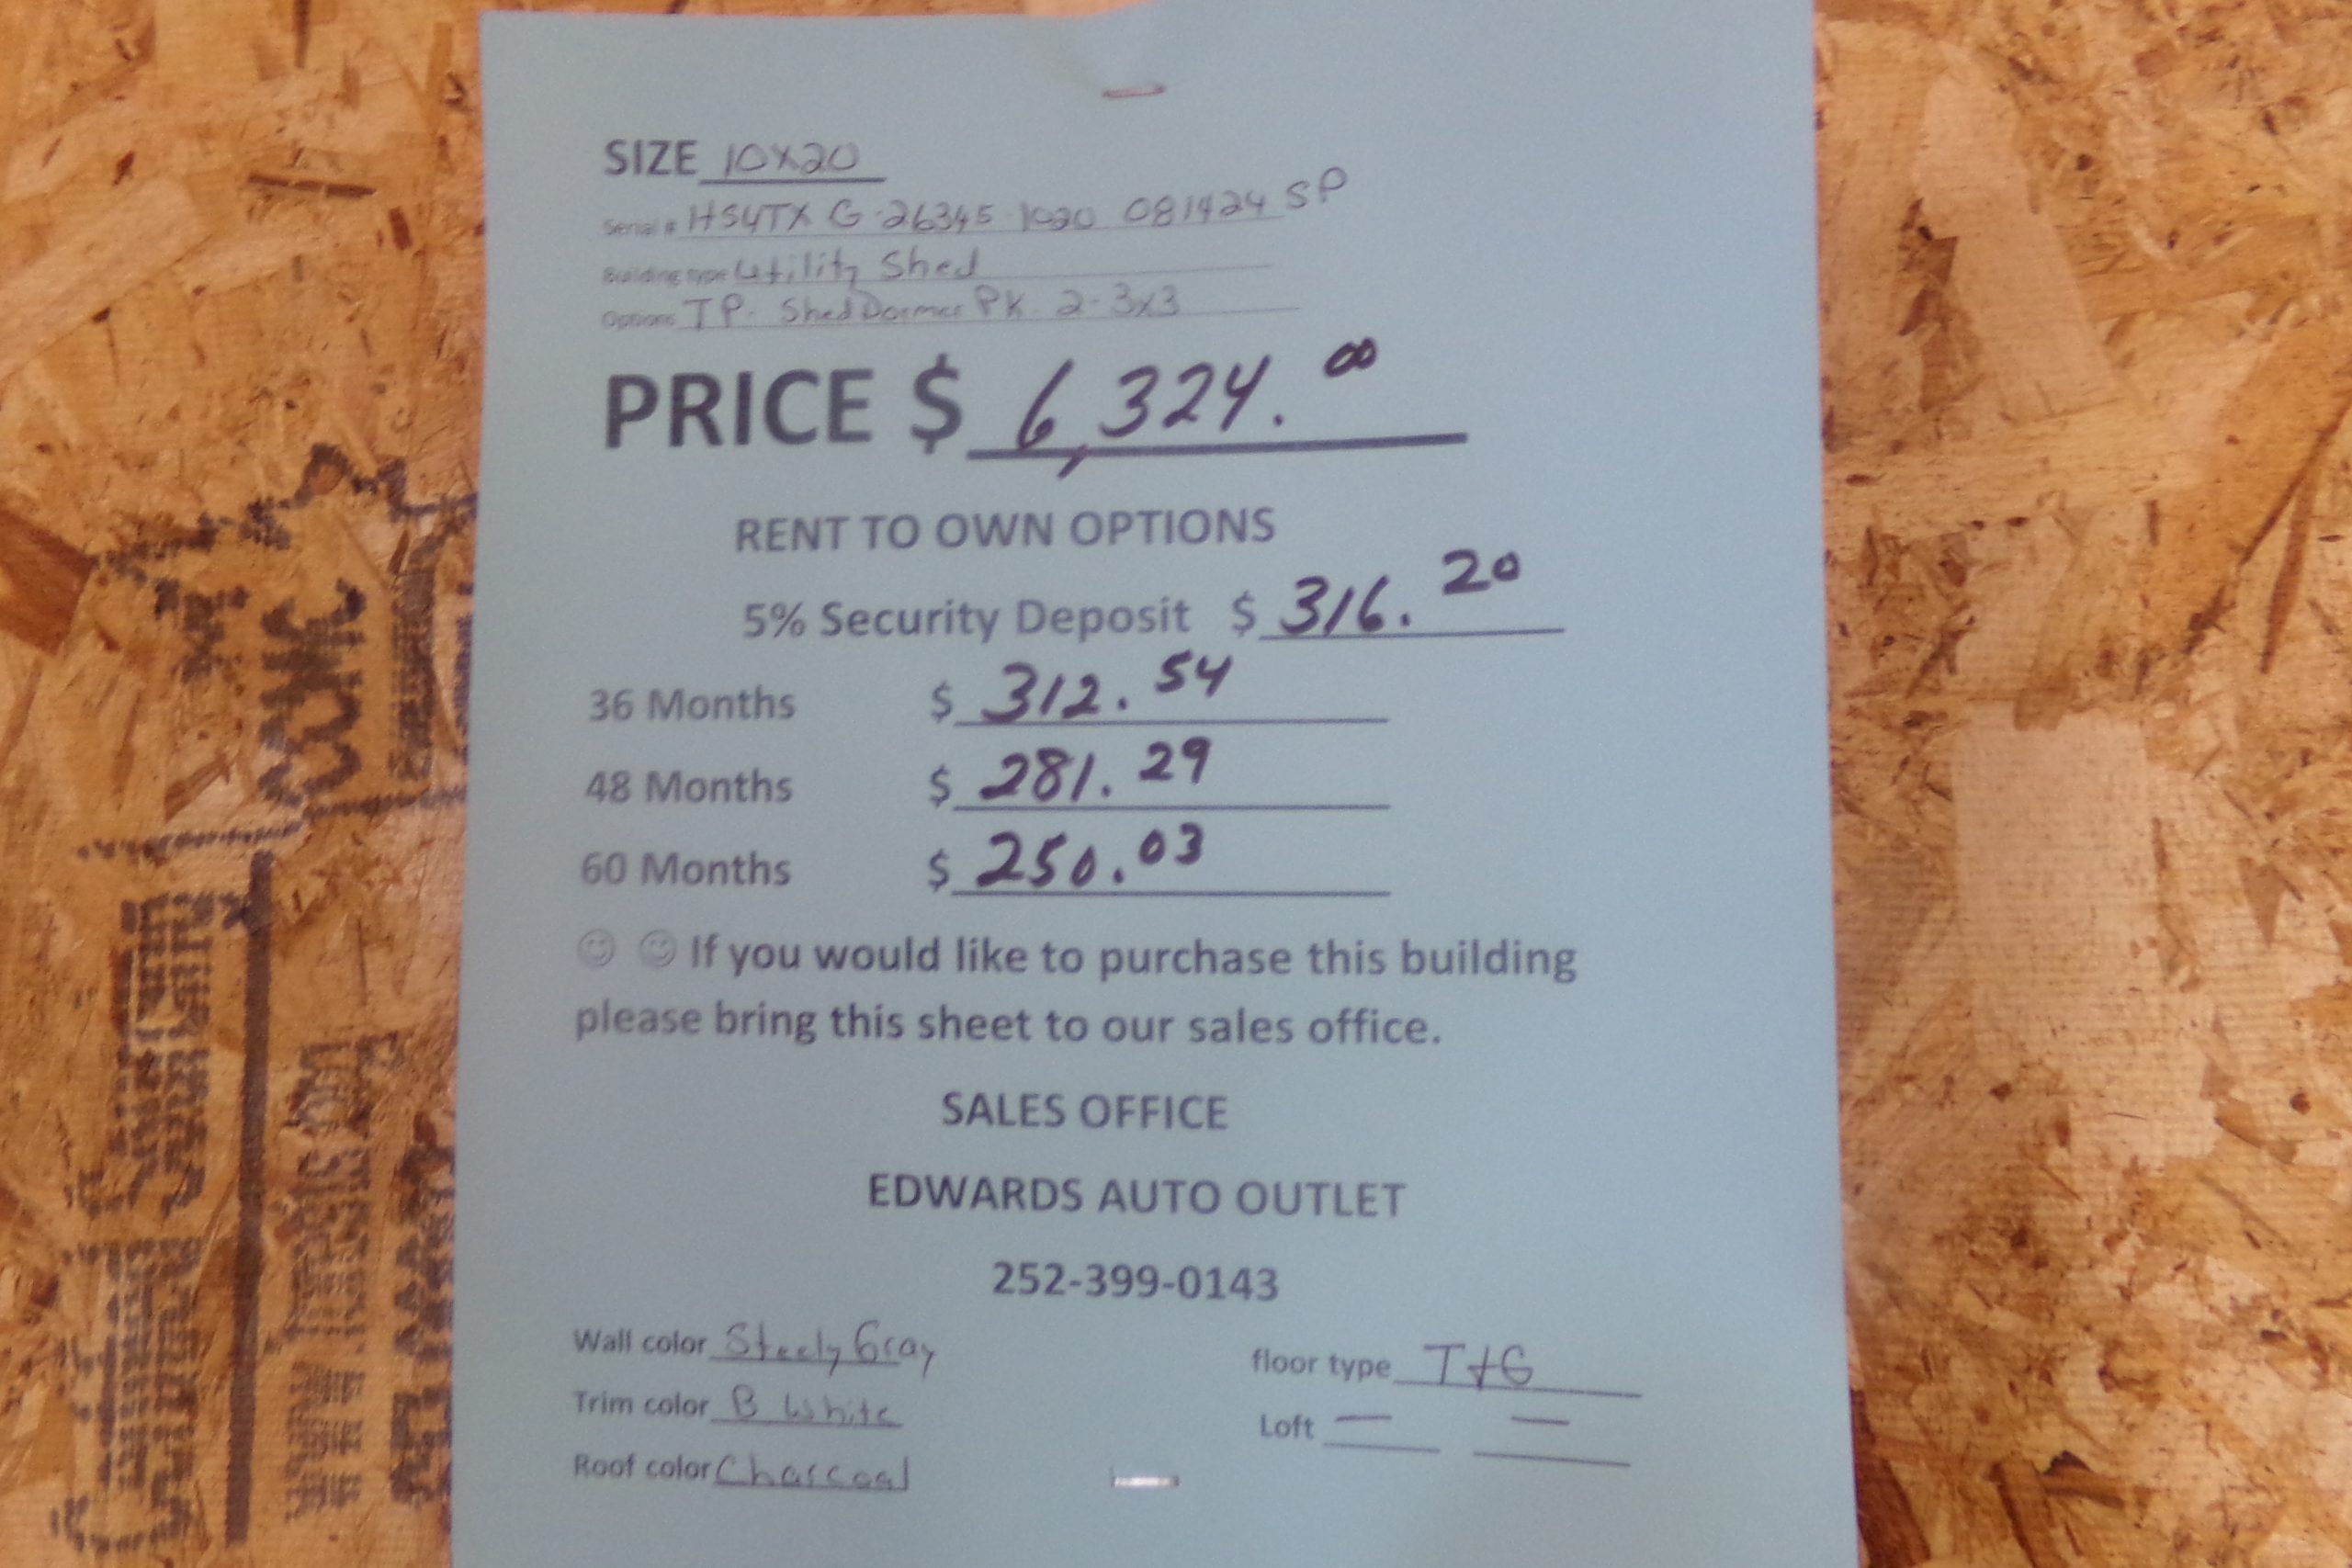 SIZE 10x20
Serial # HS4TX G-26345-1020 081424 SP
Building type Utility Shed
Options TP. Shed Dormer PK 2-3x3
PRICE $ 6,324.00
RENT TO OWN OPTIONS
5% Security Deposit $ 316.20
36 Months $ 312.54
48 Months $ 281.29
60 Months $ 250.03
☺ ☺ If you would like to purchase this building
please bring this sheet to our sales office.
SALES OFFICE
EDWARDS AUTO OUTLET
252-399-0143
Wall color Steely Gray
floor type T+G
Trim color B White
Loft — —
Roof color Charcoal